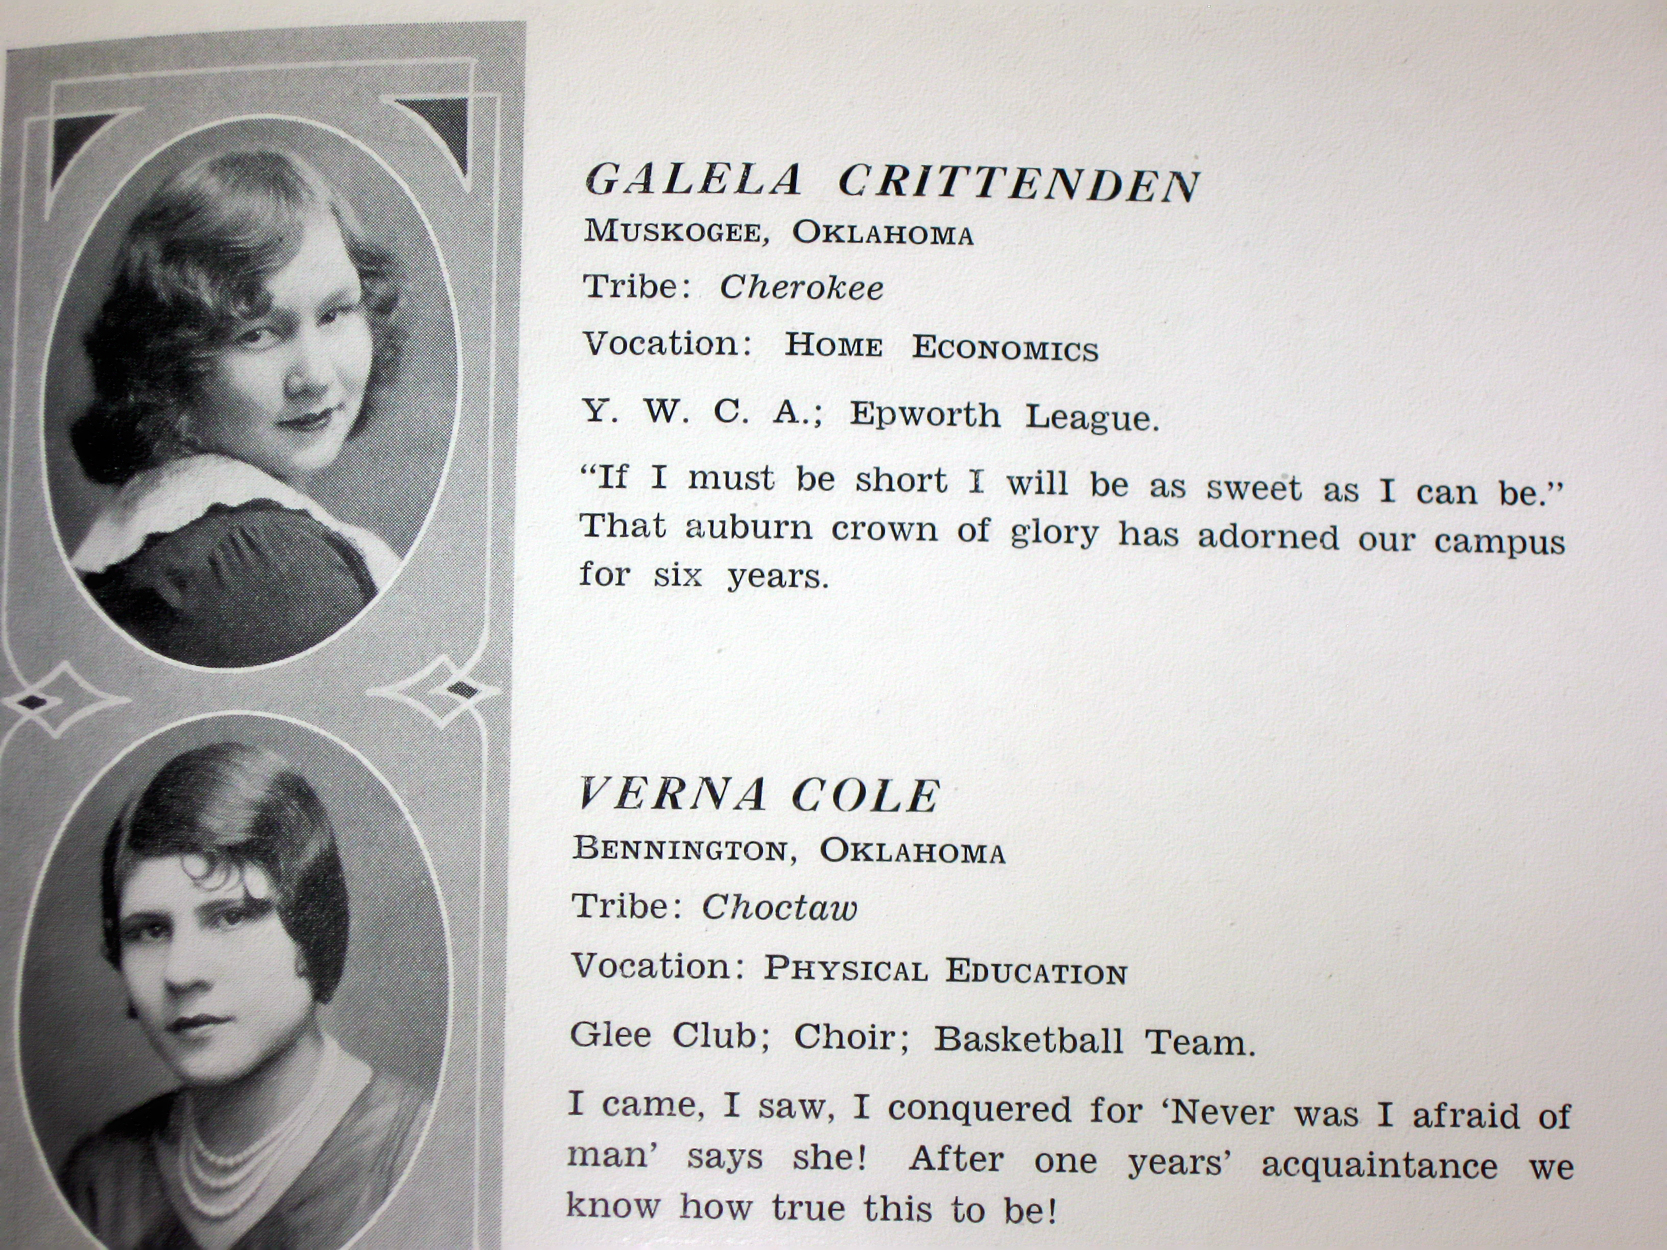 GALELA CRITTENDEN
MUSKOGEE, OKLAHOMA
Tribe: Cherokee
Vocation: HOME ECONOMICS
Y. W. C. A.; Epworth League.
“If I must be short I will be as sweet as I can be.”
That auburn crown of glory has adorned our campus
for six years.
VERNA COLE
BENNINGTON, OKLAHOMA
Tribe: Choctaw
Vocation: PHYSICAL EDUCATION
Glee Club; Choir; Basketball Team.
I came, I saw, I conquered for ‘Never was I afraid of
man’ says she! After one years’ acquaintance we
know how true this to be!